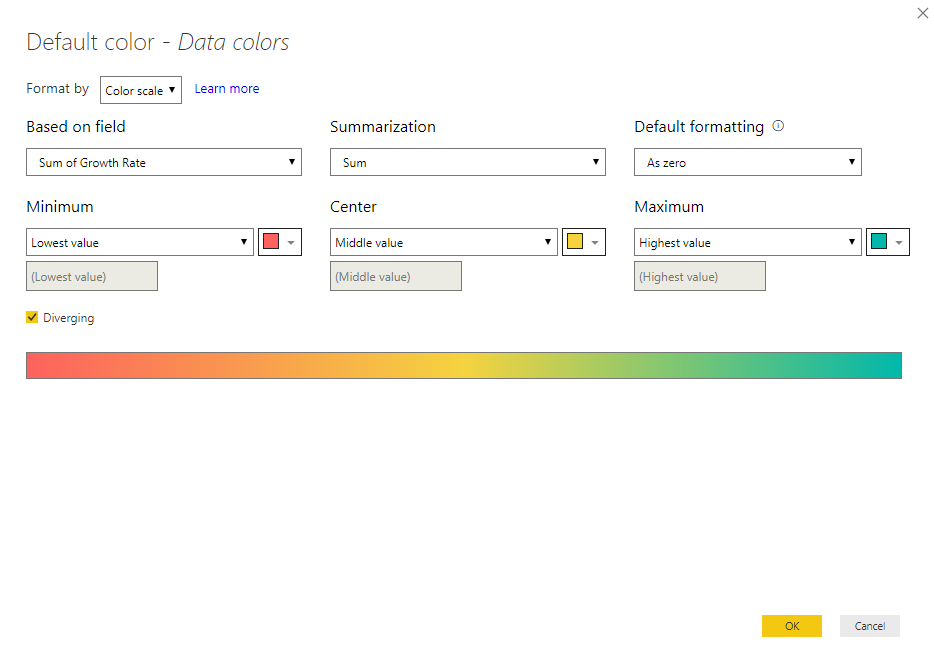 Default color - Data colors
Format by Color scale Learn more
Based on field Summarization Default formatting
Sum of Growth Rate Sum As zero
Minimum Center Maximum
Lowest value Middle value Highest value
(Lowest value) (Middle value) (Highest value)
Diverging
OK Cancel